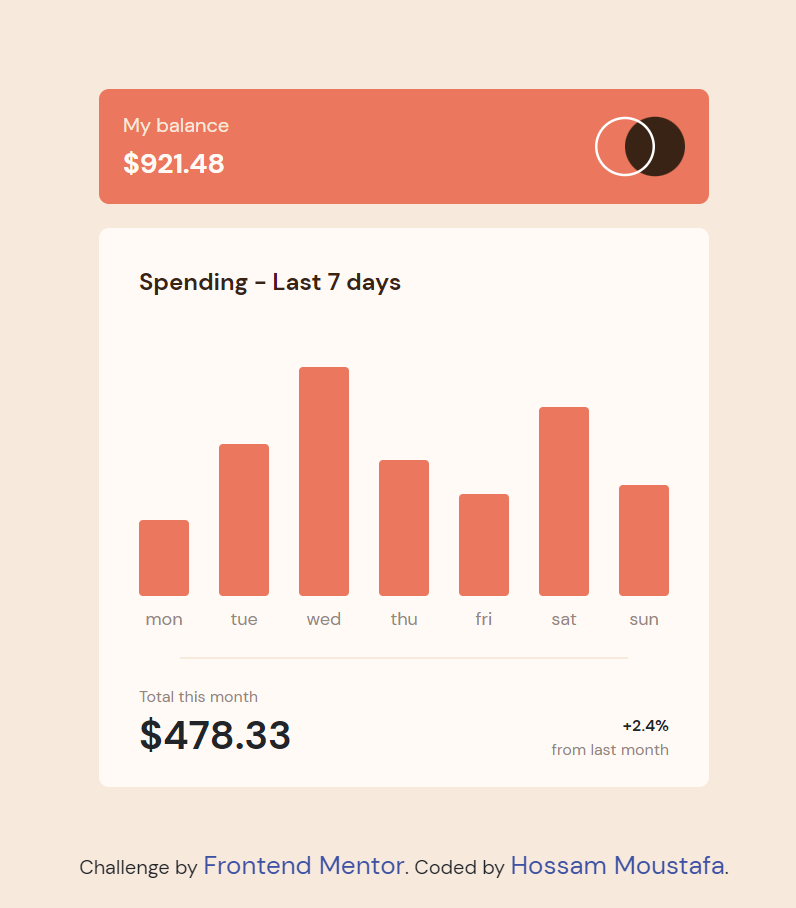 My balance
$921.48
Spending - Last 7 days
mon tue wed thu fri sat sun
Total this month
$478.33
+2.4%
from last month
Challenge by Frontend Mentor. Coded by Hossam Moustafa.